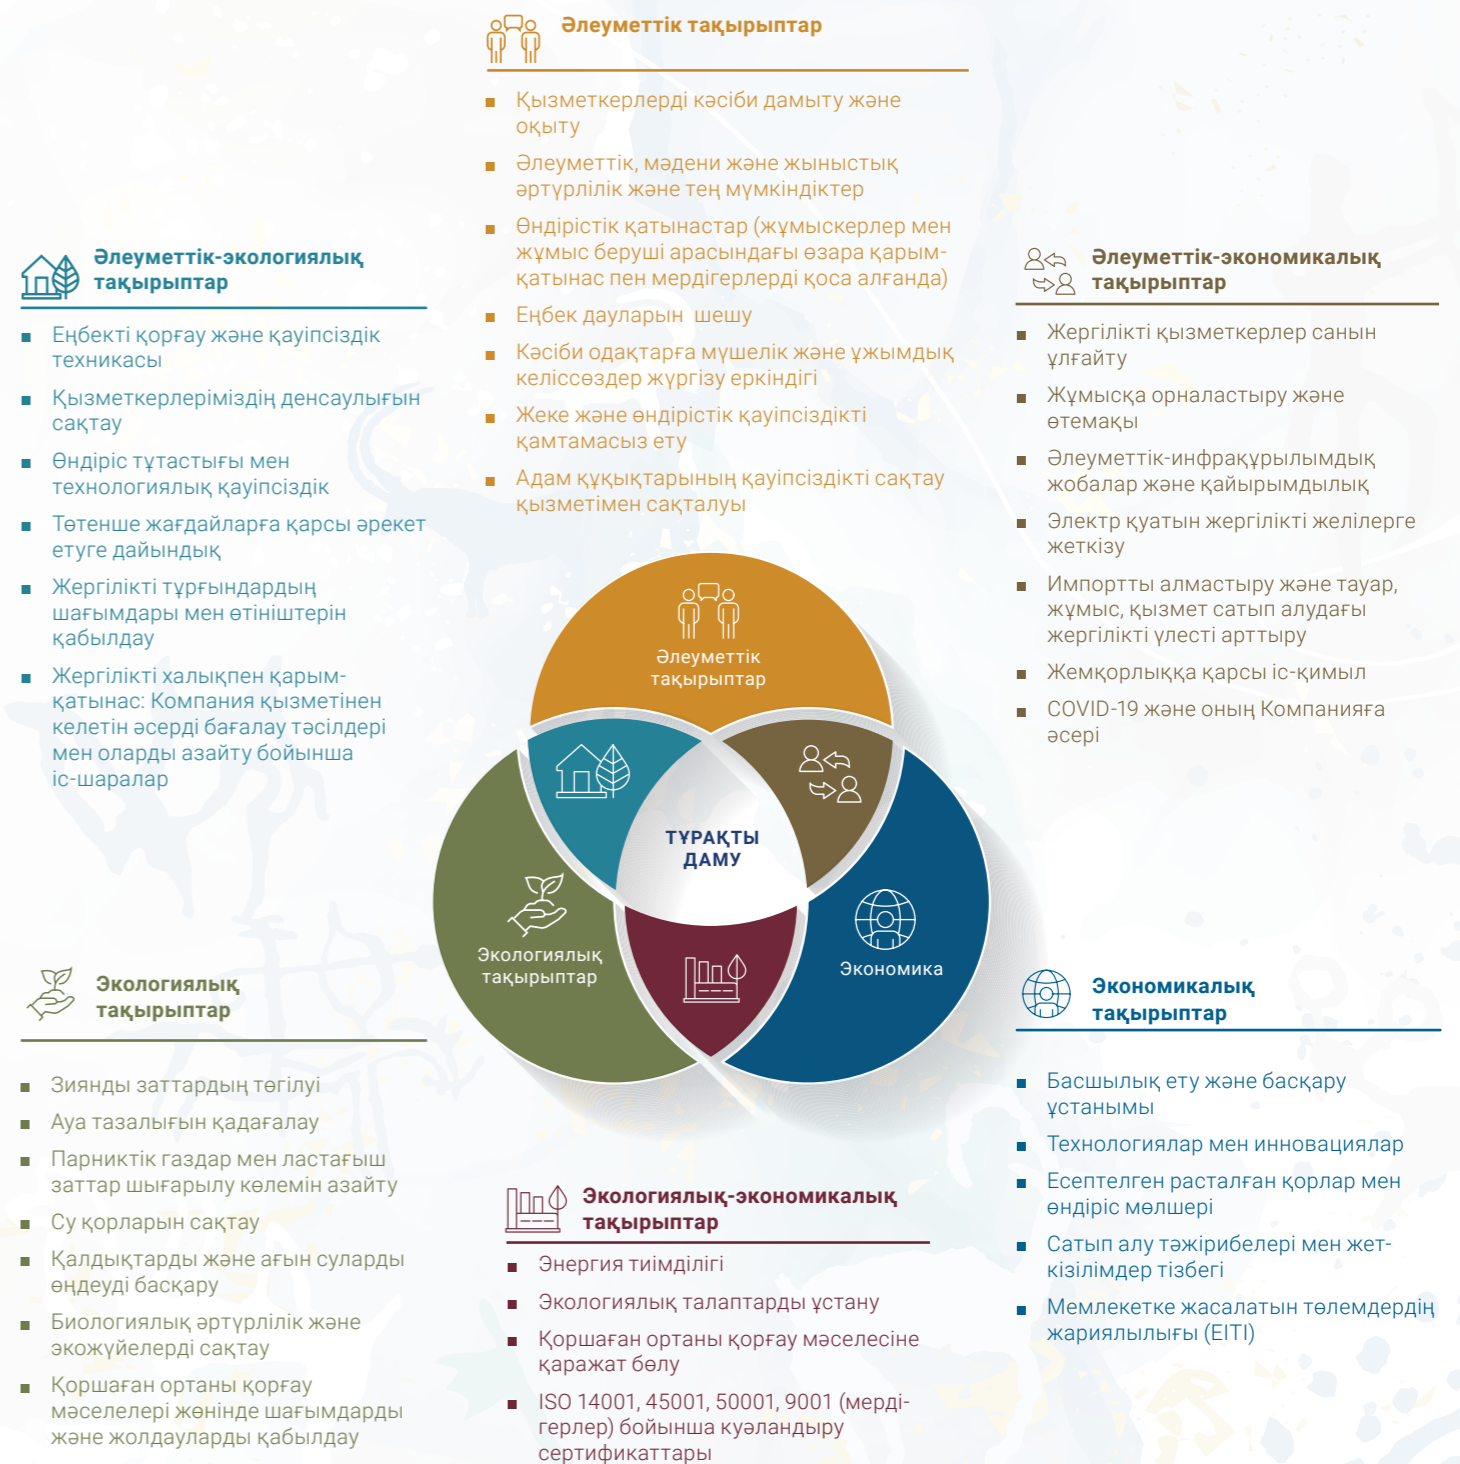 Әлеуметтік тақырыптар
Қызметкерлерді кәсіби дамыту және
оқыту
Әлеуметтік, мәдени және жыныстық
әртүрлілік және тең мүмкіндіктер
Өндірістік қатынастар (жұмыскерлер мен
жұмыс беруші арасындағы өзара қарым-
қатынас пен мердігерлерді қоса алғанда)
Еңбек дауларын шешу
Кәсіби одақтарға мүшелік және ұжымдық
келіссөздер жүргізу еркіндігі
Жеке және өндірістік қауіпсіздікті
қамтамасыз ету
Адам құқықтарының қауіпсіздікті сақтау
қызметімен сақталуы
Әлеуметтік-экологиялық
тақырыптар
Еңбекті қорғау және қауіпсіздік
техникасы
Қызметкерлеріміздің денсаулығын
сақтау
Өндіріс тұтастығы мен
технологиялық қауіпсіздік
Төтенше жағдайларға қарсы әрекет
етуге дайындық
Жергілікті тұрғындардың
шағымдары мен өтініштерін
қабылдау
Жергілікті халықпен қарым-
қатынас: Компания қызметінен
келетін әсерді бағалау тәсілдері
мен оларды азайту бойынша
іс-шаралар
Әлеуметтік-экономикалық
тақырыптар
Жергілікті қызметкерлер санын
ұлғайту
Жұмысқа орналастыру және
өтемақы
Әлеуметтік-инфрақұрылымдық
жобалар және қайырымдылық
Электр қуатын жергілікті желілерге
жеткізу
Импортты алмастыру және тауар,
жұмыс, қызмет сатып алудағы
жергілікті үлесті арттыру
Жемқорлыққа қарсы іс-қимыл
COVID-19 және оның Компанияға
әсері
Әлеуметтік
тақырыптар
ТҰРАҚТЫ
ДАМУ
Экологиялық
тақырыптар
Экономика
Экологиялық
тақырыптар
Зиянды заттардың төгілуі
Ауа тазалығын қадағалау
Парниктік газдар мен ластағыш
заттар шығарылу көлемін азайту
Су қорларын сақтау
Қалдықтарды және ағын суларды
өңдеуді басқару
Биологиялық әртүрлілік және
экожүйелерді сақтау
Қоршаған ортаны қорғау
мәселелері жөнінде шағымдарды
және жолдауларды қабылдау
Экологиялық-экономикалық
тақырыптар
Энергия тиімділігі
Экологиялық талаптарды ұстану
Қоршаған ортаны қорғау мәселесіне
қаражат бөлу
ISO 14001, 45001, 50001, 9001 (мерді-
герлер) бойынша куәландыру
сертификаттары
Экономикалық
тақырыптар
Басшылық ету және басқару
ұстанымы
Технологиялар мен инновациялар
Есептелген расталған қорлар мен
өндіріс мөлшері
Сатып алу тәжірибелері мен жет-
кізілімдер тізбегі
Мемлекетке жасалатын төлемдердің
жариялылығы (EITI)